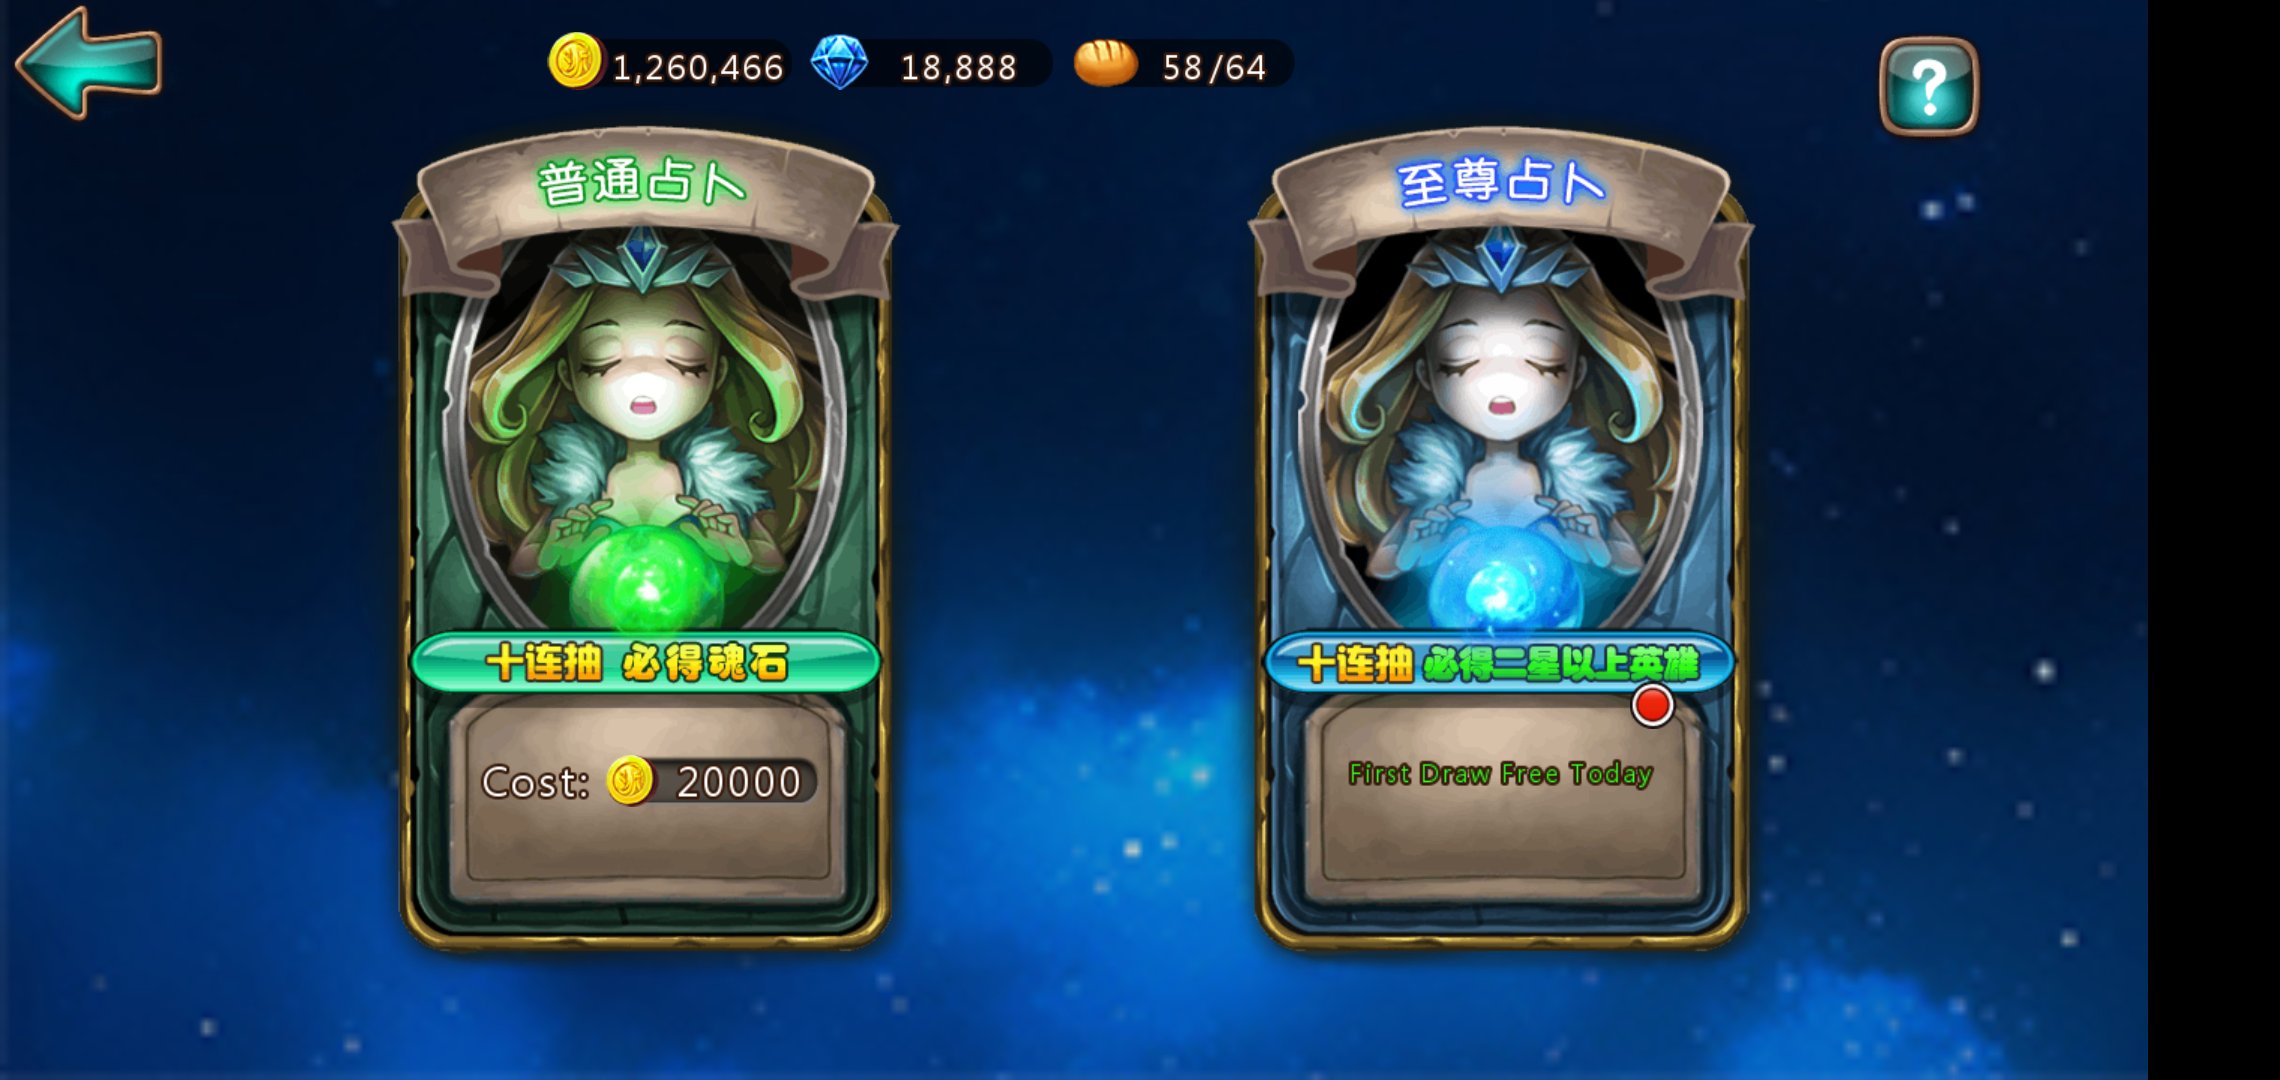 1,260,466 18,888 58/64 ?
普通占卜
至尊占卜
十连抽 必得魂石
十连抽 必得二星以上英雄
Cost: 20000
First Draw Free Today